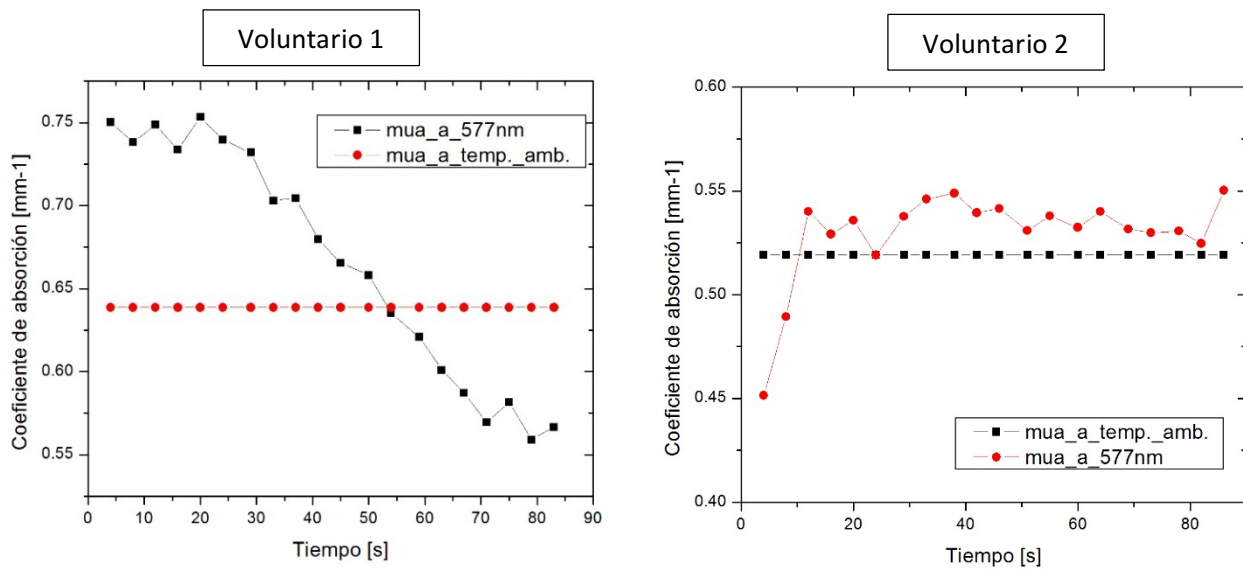 Voluntario 1
0.75
0.70
0.65
0.60
0.55
Coeficiente de absorción [mm-1]
mua_a_577nm
mua_a_temp._amb.
0 10 20 30 40 50 60 70 80 90
Tiempo [s]
Voluntario 2
0.60
0.55
0.50
0.45
0.40
Coeficiente de absorción [mm-1]
mua_a_temp._amb.
mua_a_577nm
0 20 40 60 80
Tiempo [s]